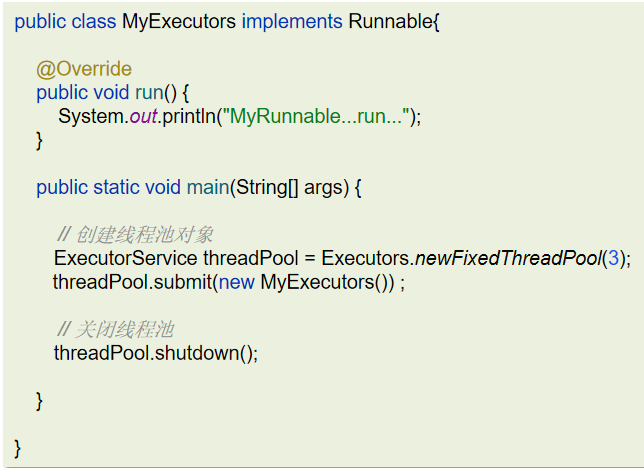 public class MyExecutors implements Runnable{
@Override
public void run() {
System.out.println("MyRunnable...run...");
}
public static void main(String[] args) {
// 创建线程池对象
ExecutorService threadPool = Executors.newFixedThreadPool(3);
threadPool.submit(new MyExecutors()) ;
// 关闭线程池
threadPool.shutdown();
}
}